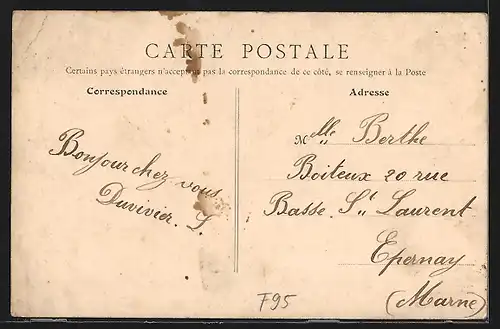 CARTE POSTALE
Certains pays étrangers n'acceptent pas la correspondance de ce côté, se renseigner à la Poste
Correspondance
Bonjour chez vous
Duvivier. S.
Adresse
Mlle Berthe
Boiteux 20 rue
Basse St Laurent
Epernay
(Marne)
F95